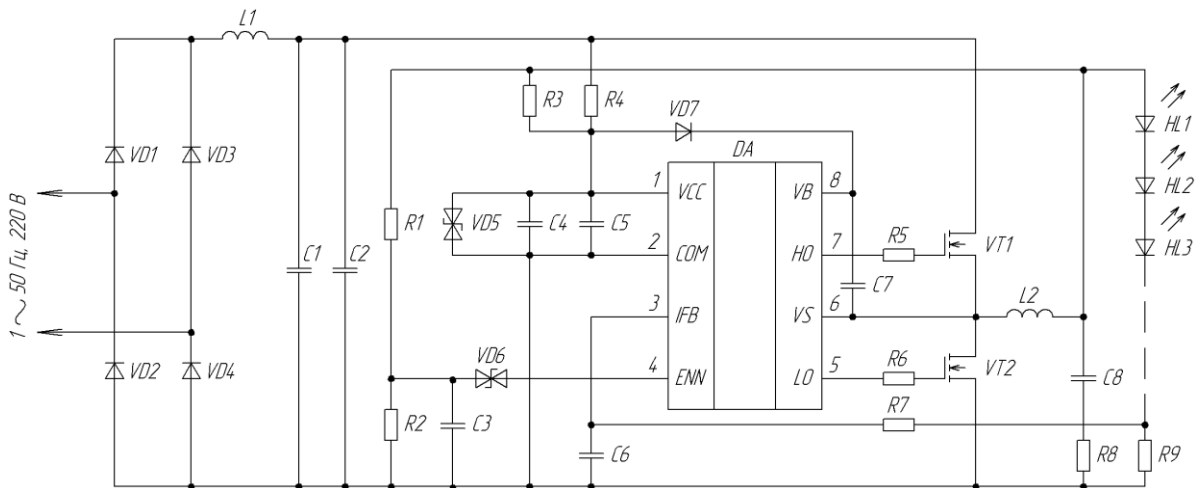 L1
R3
R4
VD7
HL1
DA
VD1
VD3
HL2
1
VCC
VB
8
R1
VD5
C4
C5
R5
VT1
HL3
2
COM
HO
7
C1
C2
C7
L2
3
IFB
VS
6
1 ~ 50 Гц, 220 В
VD6
R6
VT2
VD2
VD4
4
ENN
LO
5
C8
R2
C3
R7
C6
R8
R9